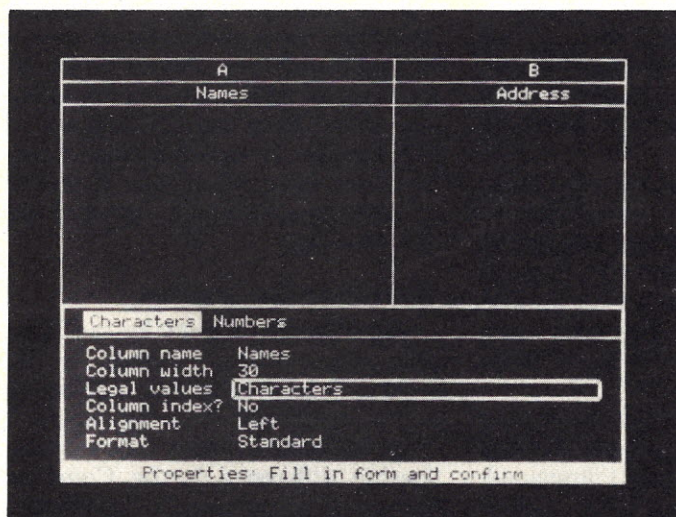 A B
Names Address
Characters Numbers
Column name Names
Column width 30
Legal values Characters
Column index? No
Alignment Left
Format Standard
Properties: Fill in form and confirm